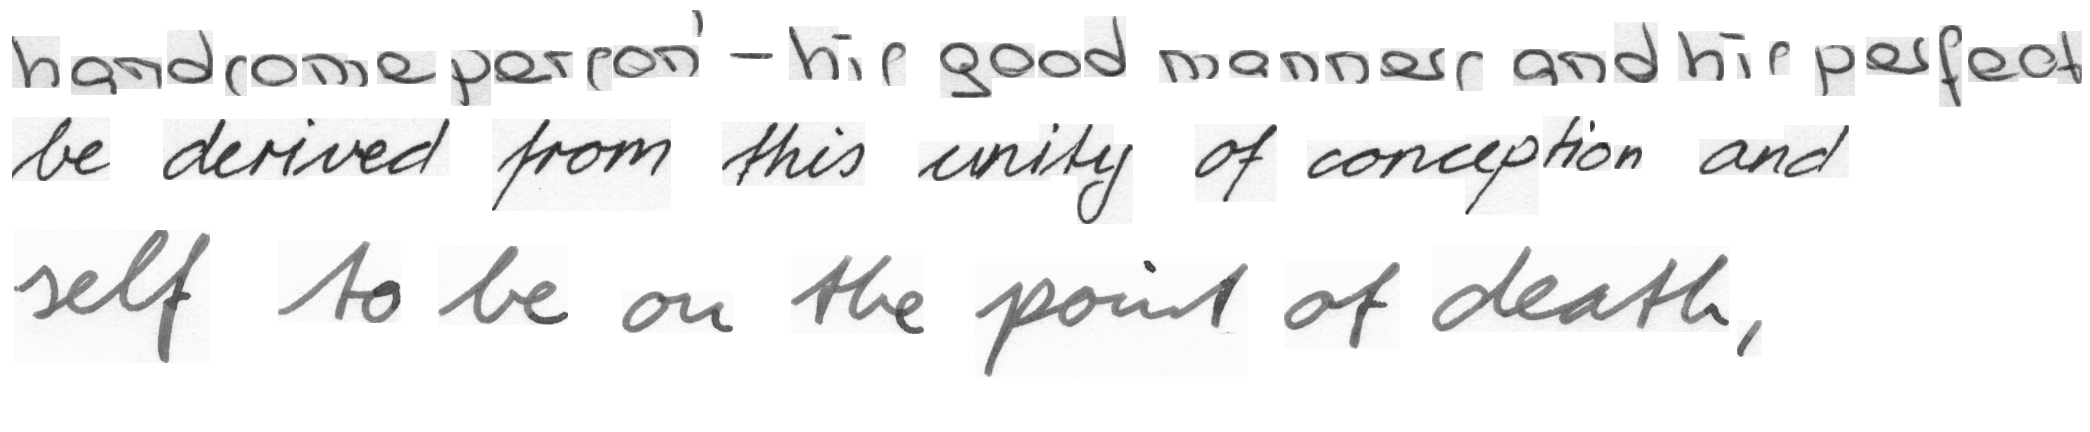 handsome person' - his good manners and his perfect
be derived from this unity of conception and
self to be on the point of death,